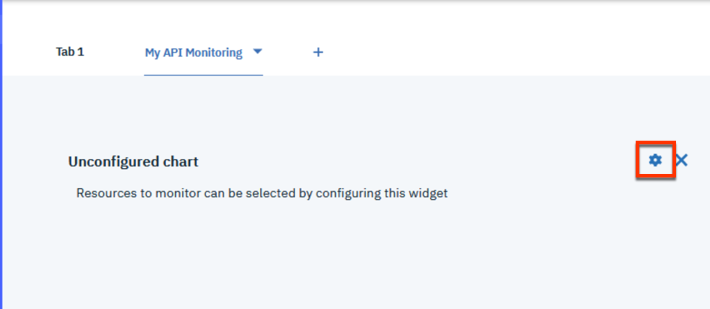 Tab 1
My API Monitoring
+
Unconfigured chart
Resources to monitor can be selected by configuring this widget